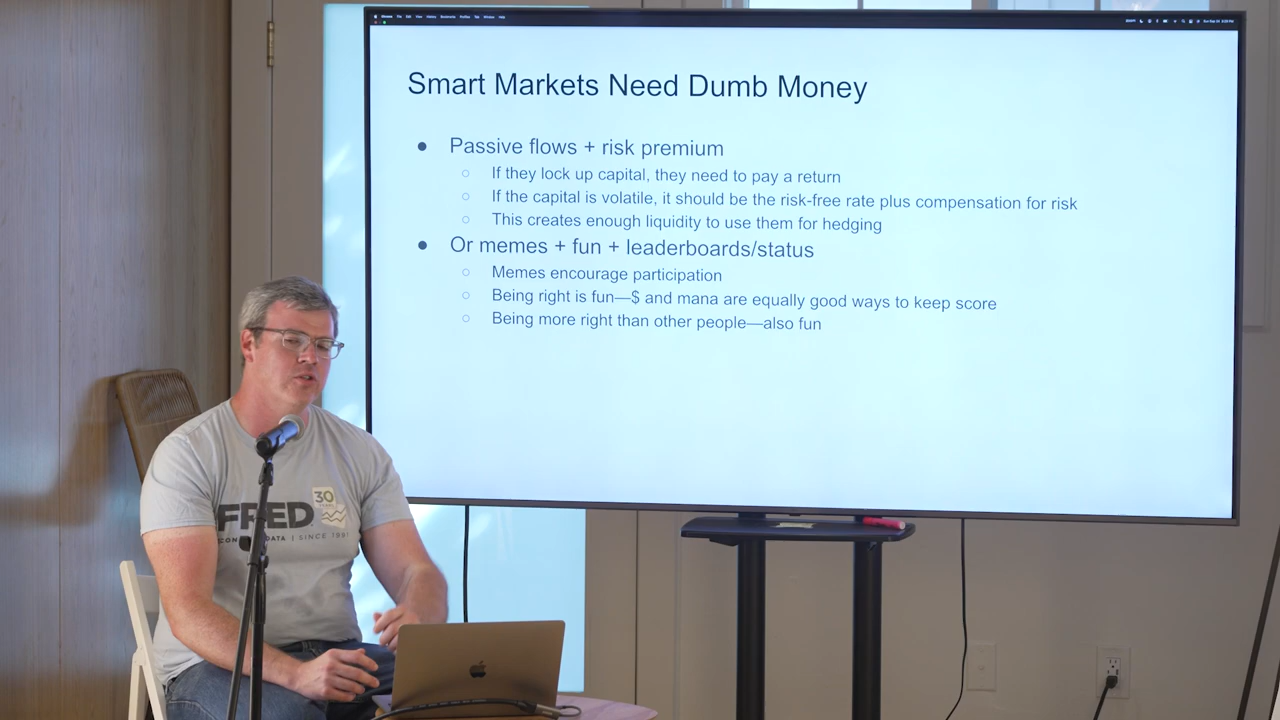 Smart Markets Need Dumb Money
● Passive flows + risk premium
○ If they lock up capital, they need to pay a return
○ If the capital is volatile, it should be the risk-free rate plus compensation for risk
○ This creates enough liquidity to use them for hedging
● Or memes + fun + leaderboards/status
○ Memes encourage participation
○ Being right is fun—$ and mana are equally good ways to keep score
○ Being more right than other people—also fun
FRED
30
DATA | SINCE 1991